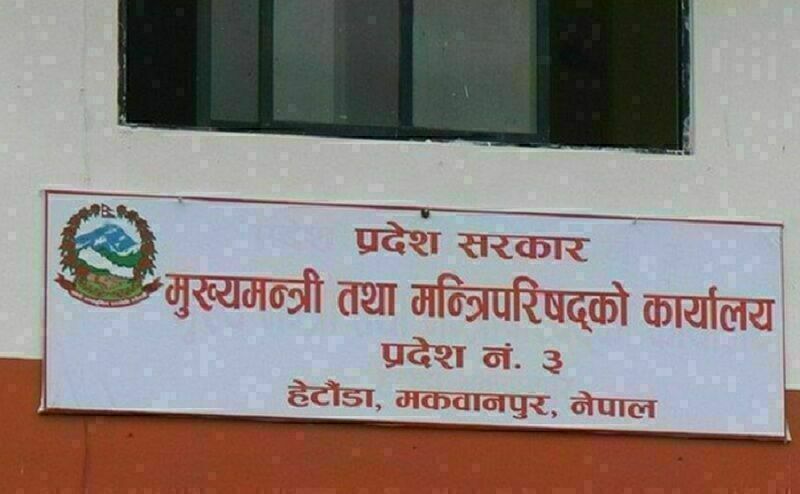 प्रदेश सरकार
मुख्यमन्त्री तथा मन्त्रिपरिषद्को कार्यालय
प्रदेश नं. ३
हेटौंडा, मकवानपुर, नेपाल